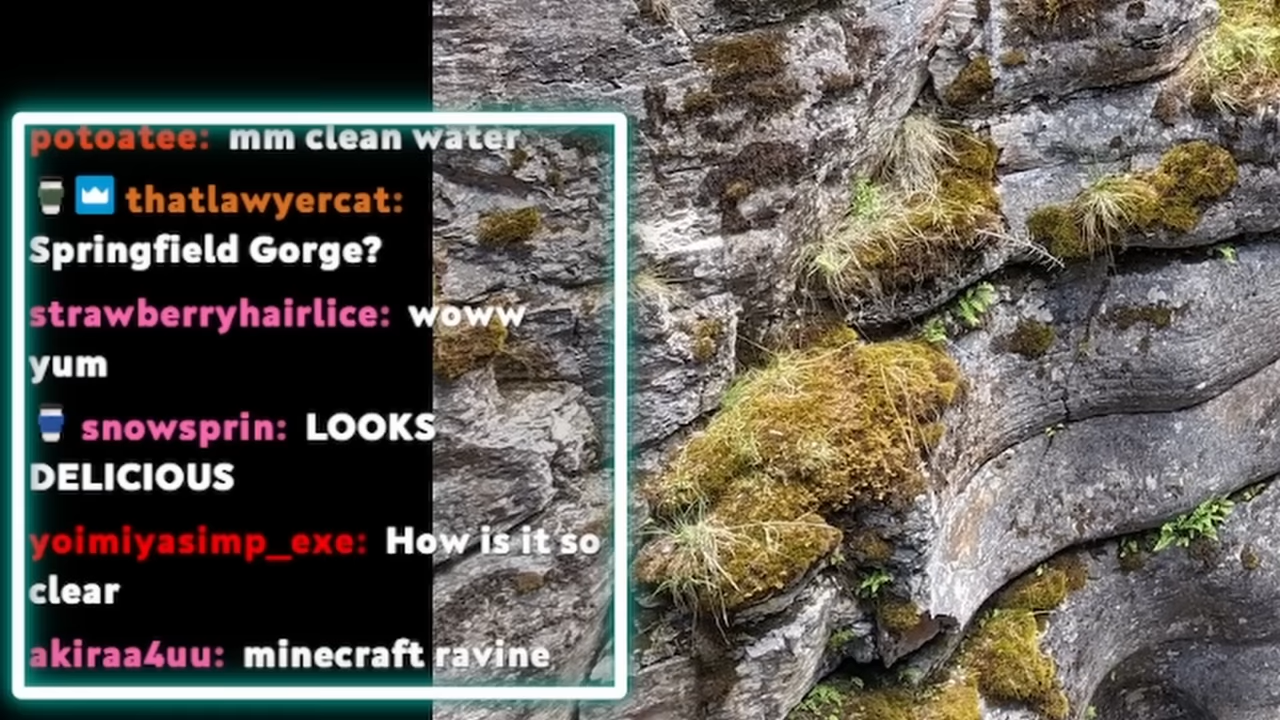 potoatee: mm clean water
thatlawyercat:
Springfield Gorge?
strawberryhairlice: woww
yum
snowsprin: LOOKS
DELICIOUS
yoimiyasimp_exe: How is it so
clear
akiraa4uu: minecraft ravine